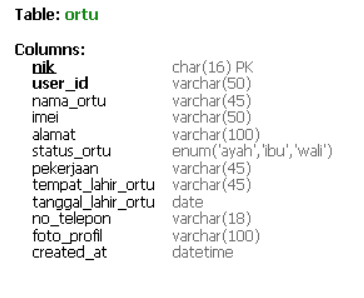 Table: ortu
Columns:
nik char(16) PK
user_id varchar(50)
nama_ortu varchar(45)
imei varchar(50)
alamat varchar(100)
status_ortu enum('ayah','ibu','wali')
pekerjaan varchar(45)
tempat_lahir_ortu varchar(45)
tanggal_lahir_ortu date
no_telepon varchar(18)
foto_profil varchar(100)
created_at datetime